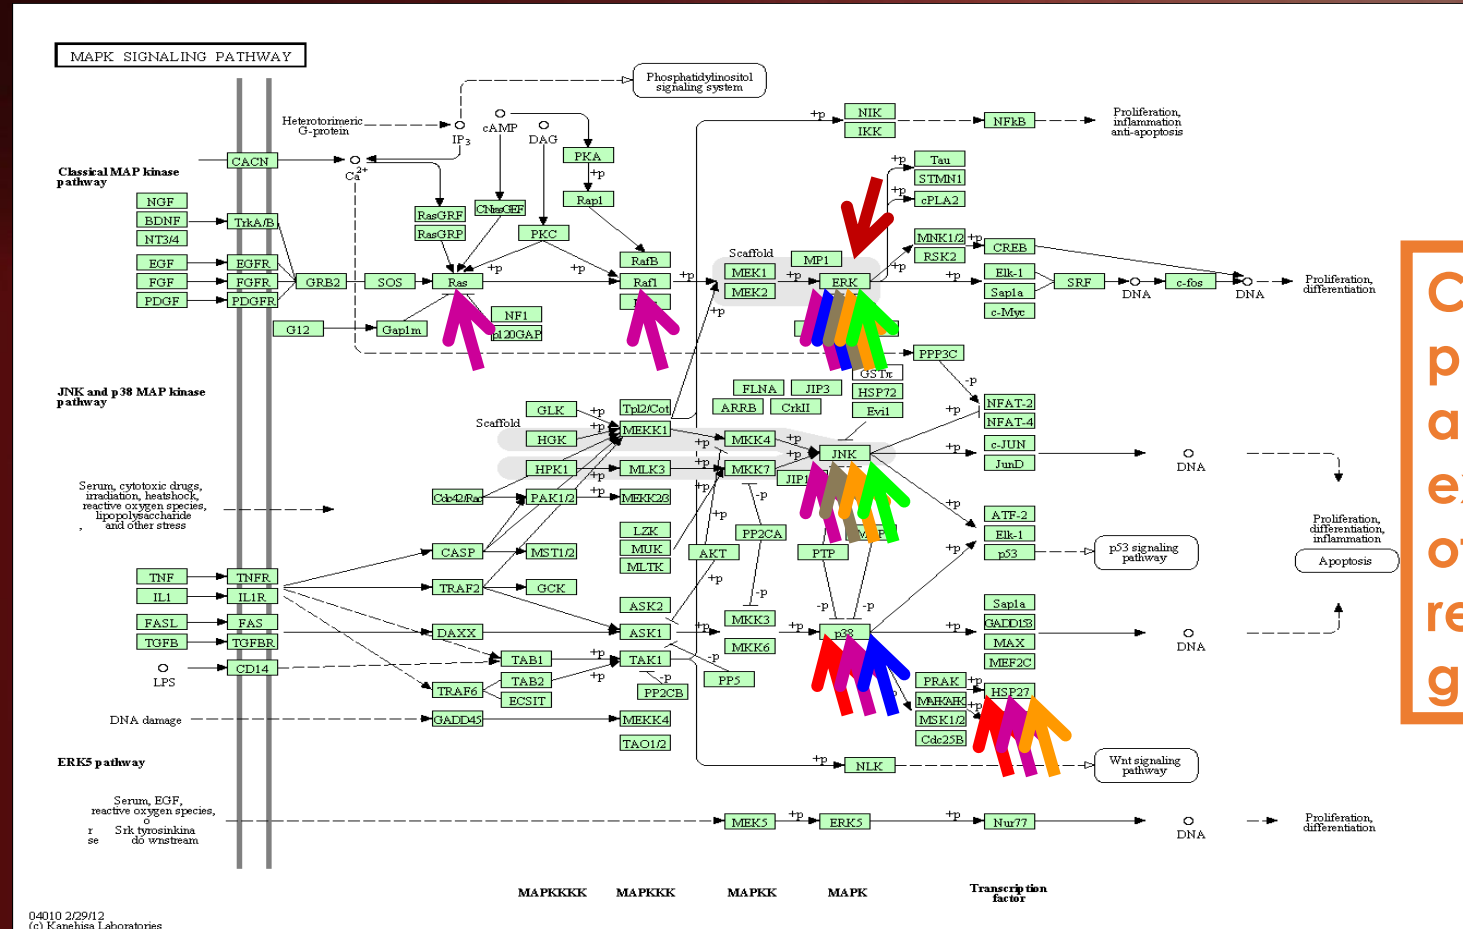 MAPK SIGNALING PATHWAY
Phosphatidylinositol
signaling system
Heterotorimeric
G-protein
IP3
cAMP
DAG
+p
NIK
IKK
NFkB
Proliferation,
inflammation
anti-apoptosis
CACN
Ca2+
PKA
+p
Tau
STMN1
cPLA2
+p
+p
Classical MAP kinase
pathway
NGF
BDNF
NT3/4
TrkA/B
RasGRF
RasGRP
CNrasGEF
PKC
Rap1
EGF
FGF
PDGF
EGFR
FGFR
PDGFR
GRB2
SOS
Ras
+p
+p
RafB
Raf1
+p
Scaffold
MEK1
MEK2
+p
MP1
+p
ERK
+p
MNK1/2
RSK2
+p
CREB
+p
Elk-1
Sap1a
c-Myc
SRF
DNA
c-fos
DNA
Proliferation,
differentiation
G12
Gap1m
NF1
p120GAP
PPP3C
-p
JNK and p38 MAP kinase
pathway
GSTπ
HSP72
Evi1
FLNA
JIP3
ARRB
CrkII
Scaffold
GLK
HGK
HPK1
+p
+p
+p
Tpl2/Cot
MEKK1
MLK3
MEKK2/3
+p
+p
MKK4
MKK7
+p
+p
JNK
JIP1
+p
+p
NFAT-2
NFAT-4
c-JUN
JunD
DNA
Serum, cytotoxic drugs,
irradiation, heatshock,
reactive oxygen species,
lipopolysaccharide
and other stress
Cdc42/Rac
PAK1/2
+p
LZK
MUK
MLTK
+p
-p
PP2CA
AKT
PTP
+p
ATF-2
Elk-1
p53
p53 signaling
pathway
Proliferation,
differentiation,
inflammation
Apoptosis
CASP
MST1/2
TRAF2
GCK
TNF
IL1
FASL
TGFB
TNFR
IL1R
FAS
TGFBR
LPS
CD14
DAXX
ASK2
ASK1
+p
+p
-p
MKK3
MKK6
+p
-p
-p
p38
+p
+p
Sap1a
GADD153
MAX
MEF2C
DNA
TAB1
TAB2
ECSIT
TRAF6
+p
+p
TAK1
-p
-p
PP2CB
PP5
PRAK
MAPKAPK
MSK1/2
Cdc25B
+p
+p
HSP27
DNA damage
GADD45
MEKK4
TAO1/2
ERK5 pathway
+p
NLK
Wnt signaling
pathway
Serum, EGF,
reactive oxygen species,
o
r Srk tyrosinkina
se do wnstream
MEK5
+p
ERK5
+p
Nur77
DNA
Proliferation,
differentiation
MAPKKKK
MAPKKK
MAPKK
MAPK
Transcription
factor
04010 2/29/12
(c) Kanehisa Laboratories